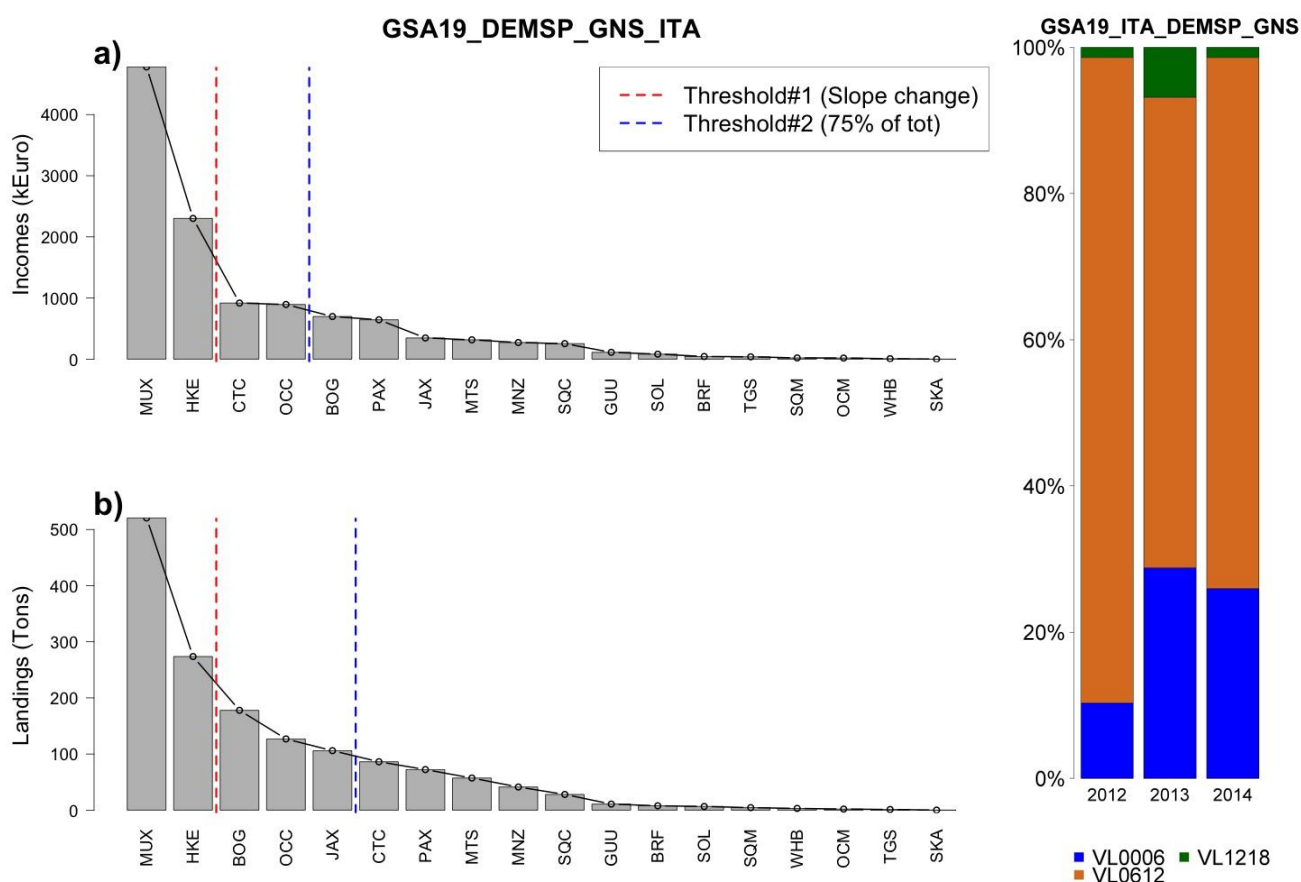 GSA19_DEMSP_GNS_ITA
a)
Threshold#1 (Slope change)
Threshold#2 (75% of tot)
Incomes (kEuro)
4000
3000
2000
1000
0
MUX HKE CTC OCC BOG PAX JAX MTS MNZ SQC GUU SOL BRF TGS SQM OCM WHB SKA
b)
Landings (Tons)
500
400
300
200
100
0
MUX HKE BOG OCC JAX CTC PAX MTS MNZ SQC GUU BRF SOL SQM WHB OCM TGS SKA
GSA19_ITA_DEMSP_GNS
100%
80%
60%
40%
20%
0%
2012 2013 2014
VL0006 VL1218
VL0612